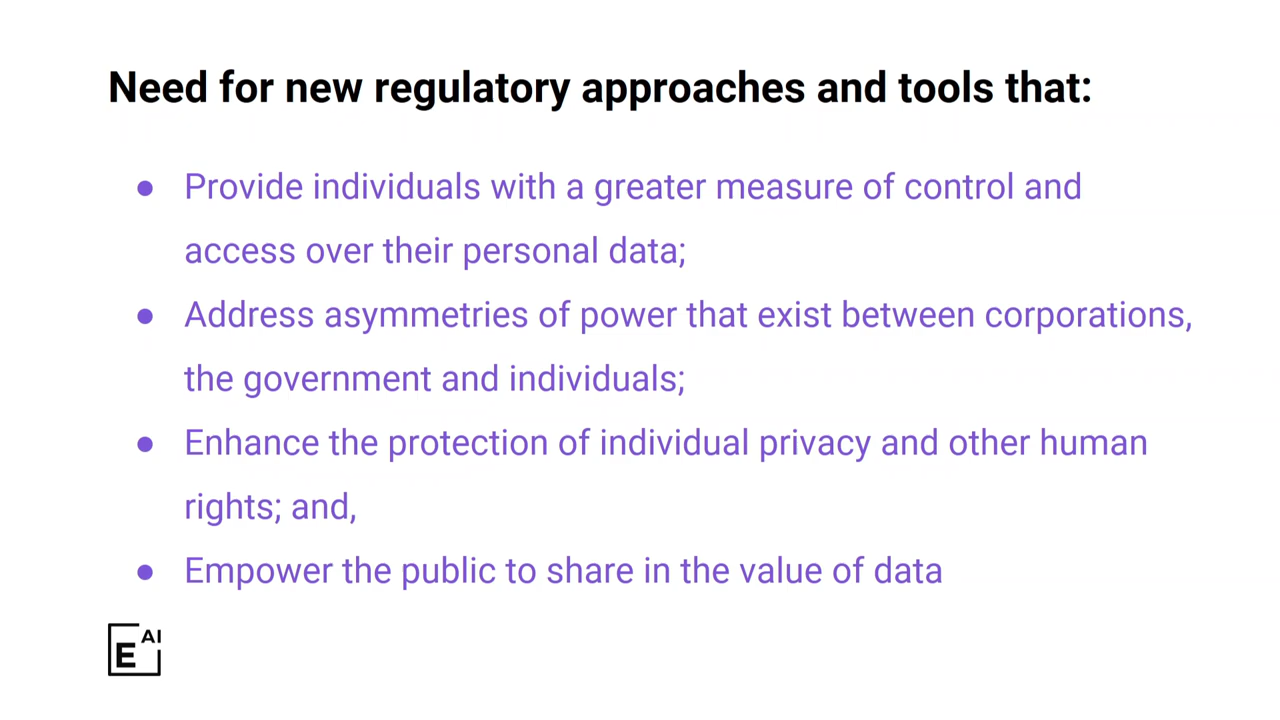 Need for new regulatory approaches and tools that:
● Provide individuals with a greater measure of control and
access over their personal data;
● Address asymmetries of power that exist between corporations,
the government and individuals;
● Enhance the protection of individual privacy and other human
rights; and,
● Empower the public to share in the value of data
E AI